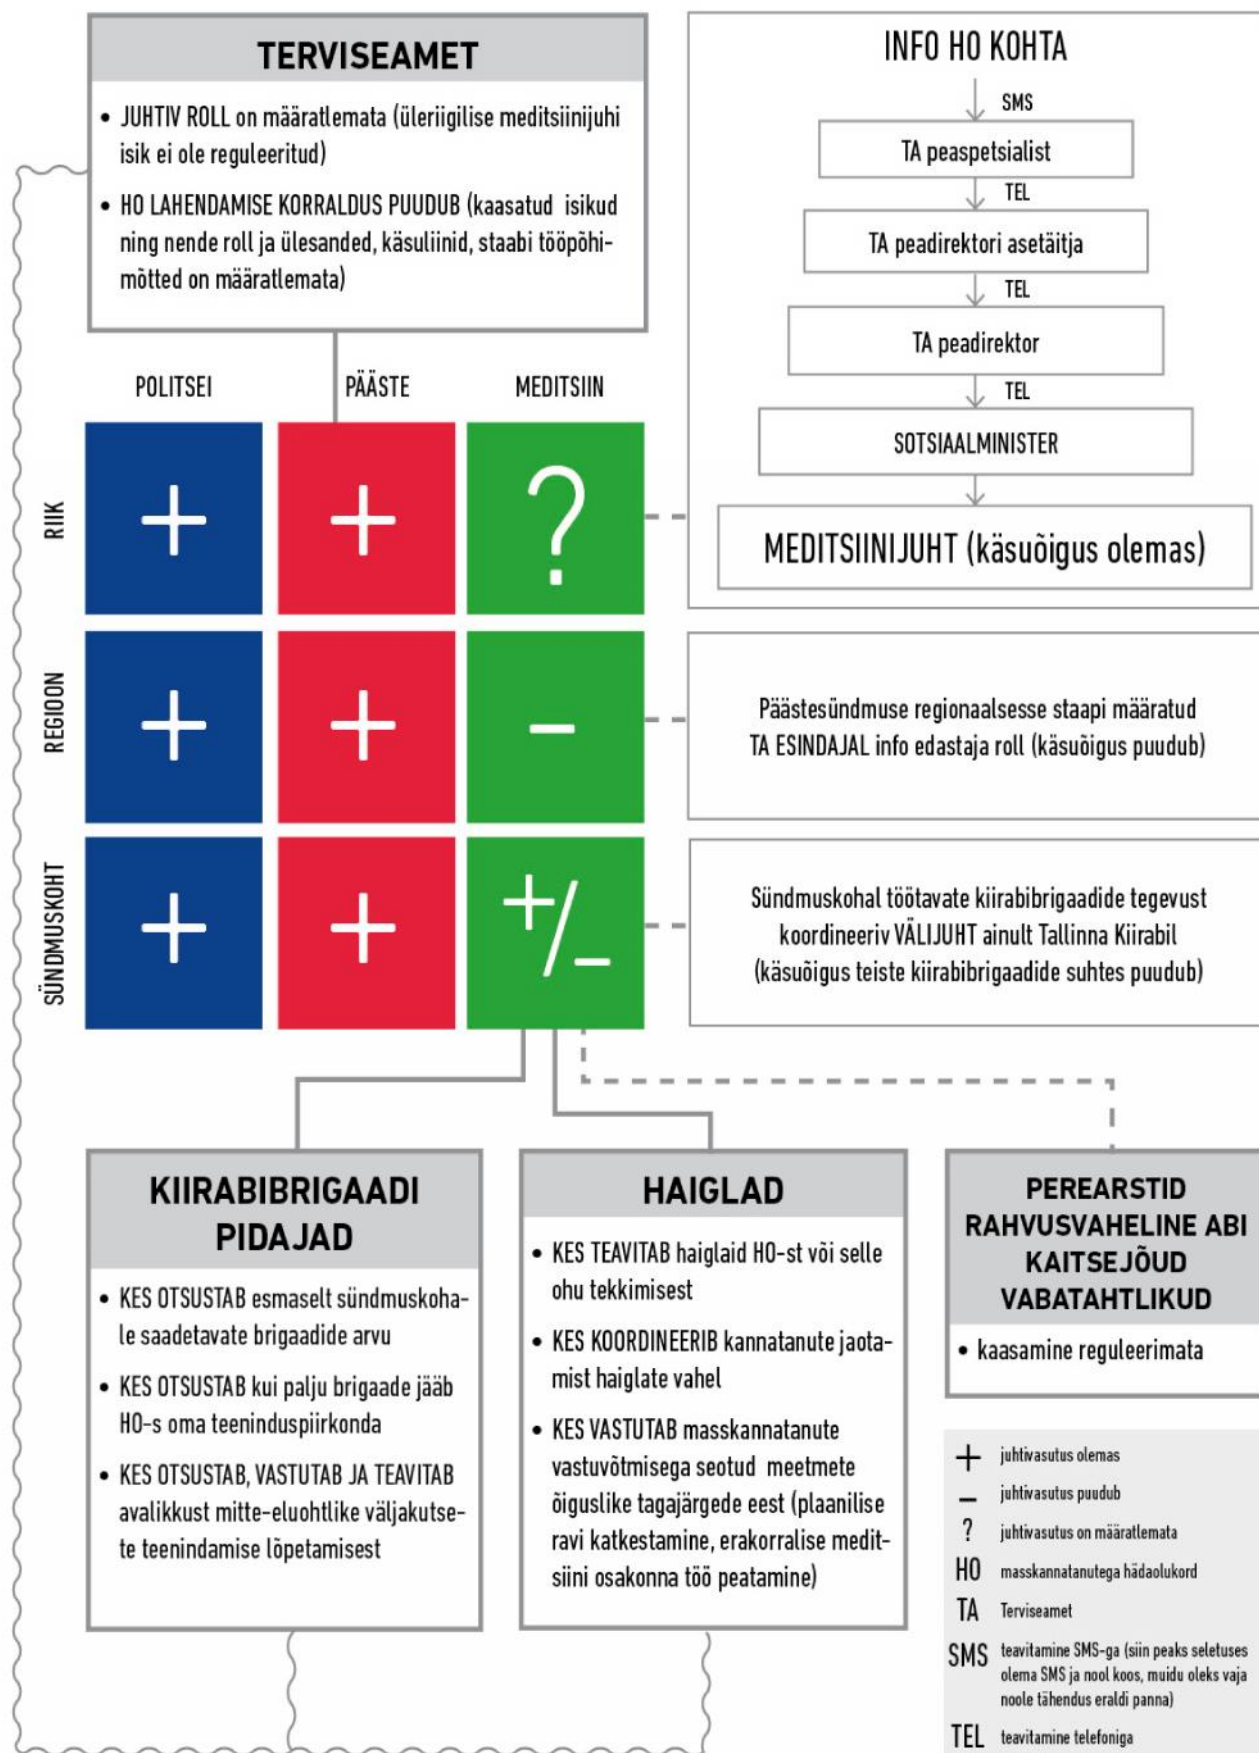 TERVISEAMET
• JUHTIV ROLL on määratlemata (üleriigilise meditsiinijuhi
isik ei ole reguleeritud)
• HO LAHENDAMISE KORRALDUS PUUDUB (kaasatud isikud
ning nende roll ja ülesanded, käsuliinid, staabi tööpõhi-
mõtted on määratlemata)
INFO HO KOHTA
SMS
TA peaspetsialist
TEL
TA peadirektori asetäitja
TEL
TA peadirektor
TEL
SOTSIAALMINISTER
MEDITSIINIJUHT (käsuõigus olemas)
POLITSEI
PÄÄSTE
MEDITSIIN
RIIK
+
+
?
REGIOON
+
+
–
Päästesündmuse regionaalsesse staapi määratud
TA ESINDAJAL info edastaja roll (käsuõigus puudub)
SÜNDMUSKOHT
+
+
+/–
Sündmuskohal töötavate kiirabibrigaadide tegevust
koordineeriv VÄLIJUHT ainult Tallinna Kiirabil
(käsuõigus teiste kiirabibrigaadide suhtes puudub)
KIIRABIBRIGAADI
PIDAJAD
• KES OTSUSTAB esmaselt sündmuskoha-
le saadetavate brigaadide arvu
• KES OTSUSTAB kui palju brigaade jääb
HO-s oma teeninduspiirkonda
• KES OTSUSTAB, VASTUTAB JA TEAVITAB
avalikkust mitte-eluohtlike väljakutse-
te teenindamise lõpetamisest
HAIGLAD
• KES TEAVITAB haiglaid HO-st või selle
ohu tekkimisest
• KES KOORDINEERIB kannatanute jaota-
mist haiglate vahel
• KES VASTUTAB masskannatanute
vastuvõtmisega seotud meetmete
õiguslike tagajärgede eest (plaanilise
ravi katkestamine, erakorralise medit-
siini osakonna töö peatamine)
PEREARSTID
RAHVUSVAHELINE ABI
KAITSEJÕUD
VABATAHTLIKUD
• kaasamine reguleerimata
+ juhtivasutus olemas
– juhtivasutus puudub
? juhtivasutus on määratlemata
HO masskannatanutega hädaolukord
TA Terviseamet
SMS teavitamine SMS-ga (siin peaks seletuses
olema SMS ja nool koos, muidu oleks vaja
noole tähendus eraldi panna)
TEL teavitamine telefoniga